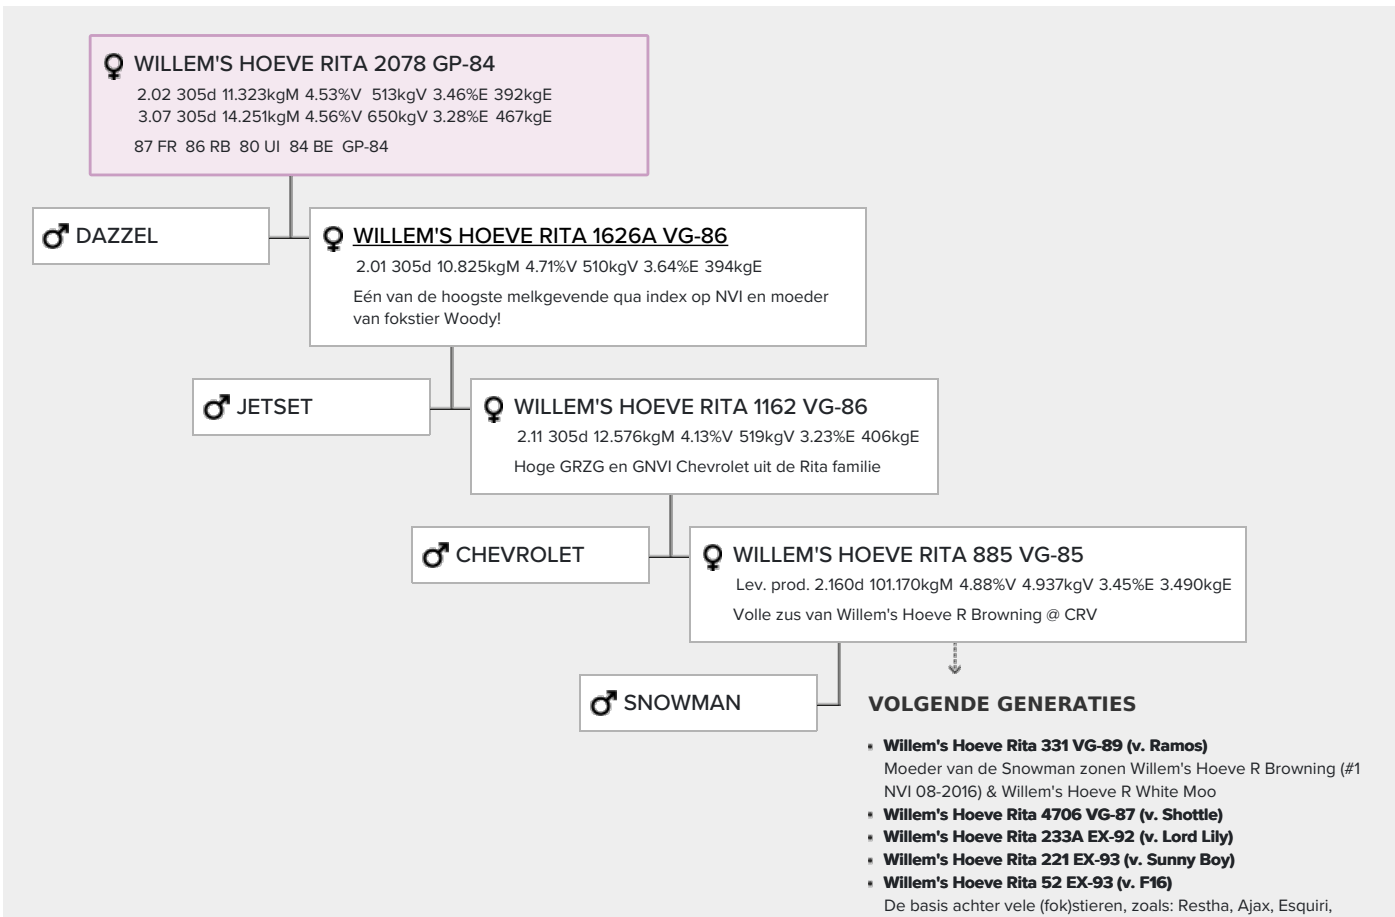 WILLEM'S HOEVE RITA 2078 GP-84
2.02 305d 11.323kgM 4.53%V 513kgV 3.46%E 392kgE
3.07 305d 14.251kgM 4.56%V 650kgV 3.28%E 467kgE
87 FR 86 RB 80 UI 84 BE GP-84
DAZZEL
WILLEM'S HOEVE RITA 1626A VG-86
2.01 305d 10.825kgM 4.71%V 510kgV 3.64%E 394kgE
Eén van de hoogste melkgevende qua index op NVI en moeder
van fokstier Woody!
JETSET
WILLEM'S HOEVE RITA 1162 VG-86
2.11 305d 12.576kgM 4.13%V 519kgV 3.23%E 406kgE
Hoge GRZG en GNVI Chevrolet uit de Rita familie
CHEVROLET
WILLEM'S HOEVE RITA 885 VG-85
Lev. prod. 2.160d 101.170kgM 4.88%V 4.937kgV 3.45%E 3.490kgE
Volle zus van Willem's Hoeve R Browning @ CRV
SNOWMAN
VOLGENDE GENERATIES
Willem's Hoeve Rita 331 VG-89 (v. Ramos)
Moeder van de Snowman zonen Willem's Hoeve R Browning (#1
NVI 08-2016) & Willem's Hoeve R White Moo
Willem's Hoeve Rita 4706 VG-87 (v. Shottle)
Willem's Hoeve Rita 233A EX-92 (v. Lord Lily)
Willem's Hoeve Rita 221 EX-93 (v. Sunny Boy)
Willem's Hoeve Rita 52 EX-93 (v. F16)
De basis achter vele (fok)stieren, zoals: Restha, Ajax, Esquiri,